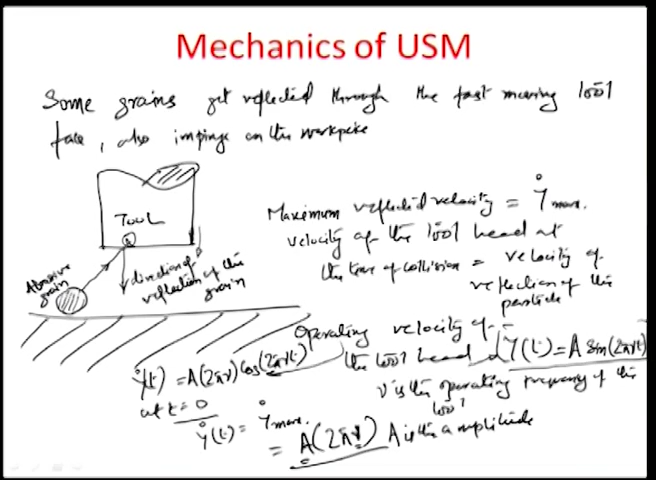 Mechanics of USM
Some grains get reflected through the fast moving tool
face, also impinge on the workpiece
TOOL
Abrasive
grain
direction of
reflection of the
grain
Maximum reflected velocity = Ẏmax.
velocity of the tool head at
the time of collision = velocity of
reflection of the
particle
Operating velocity of
the tool head Y(t) = A sin(2πνt)
ν is the operating frequency of the
tool
Ẏ(t) = A(2πν) cos(2πνt)
at t = 0
Ẏ(t) = Ẏmax.
= A(2πν) A is the amplitude